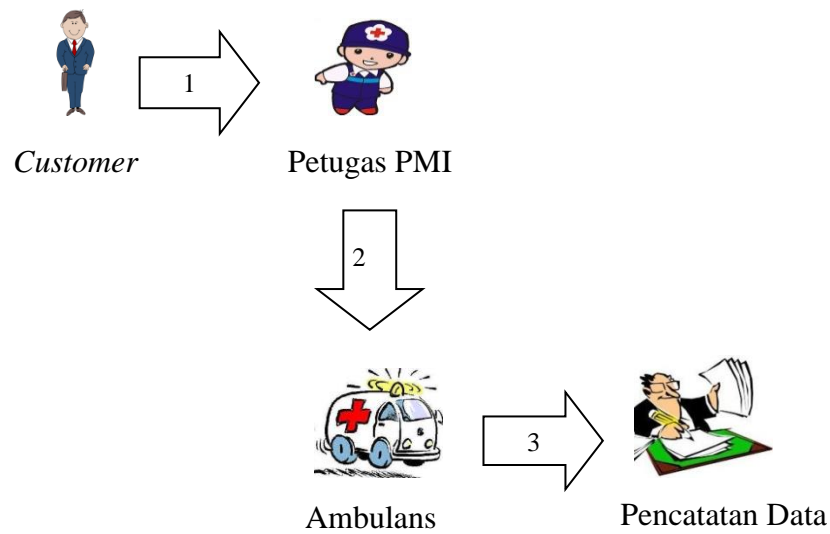 1
Customer
Petugas PMI
2
3
Ambulans
Pencatatan Data